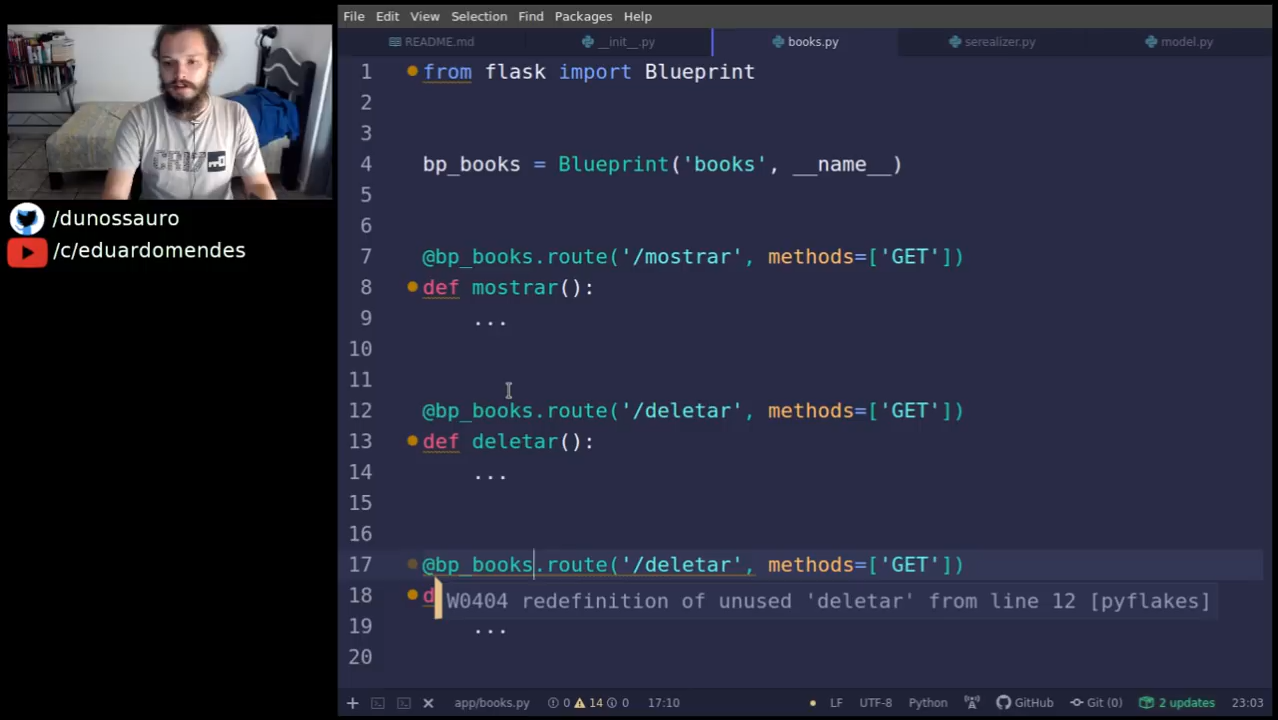 File Edit View Selection Find Packages Help
README.md __init__.py books.py serealizer.py model.py
1 from flask import Blueprint
2
3
4 bp_books = Blueprint('books', __name__)
5
6
7 @bp_books.route('/mostrar', methods=['GET'])
8 def mostrar():
9 ...
10
11
12 @bp_books.route('/deletar', methods=['GET'])
13 def deletar():
14 ...
15
16
17 @bp_books.route('/deletar', methods=['GET'])
18 d
W0404 redefinition of unused 'deletar' from line 12 [pyflakes]
19 ...
20
/dunossauro
/c/eduardomendes
app/books.py 0 14 0 17:10 LF UTF-8 Python GitHub Git (0) 2 updates 23:03